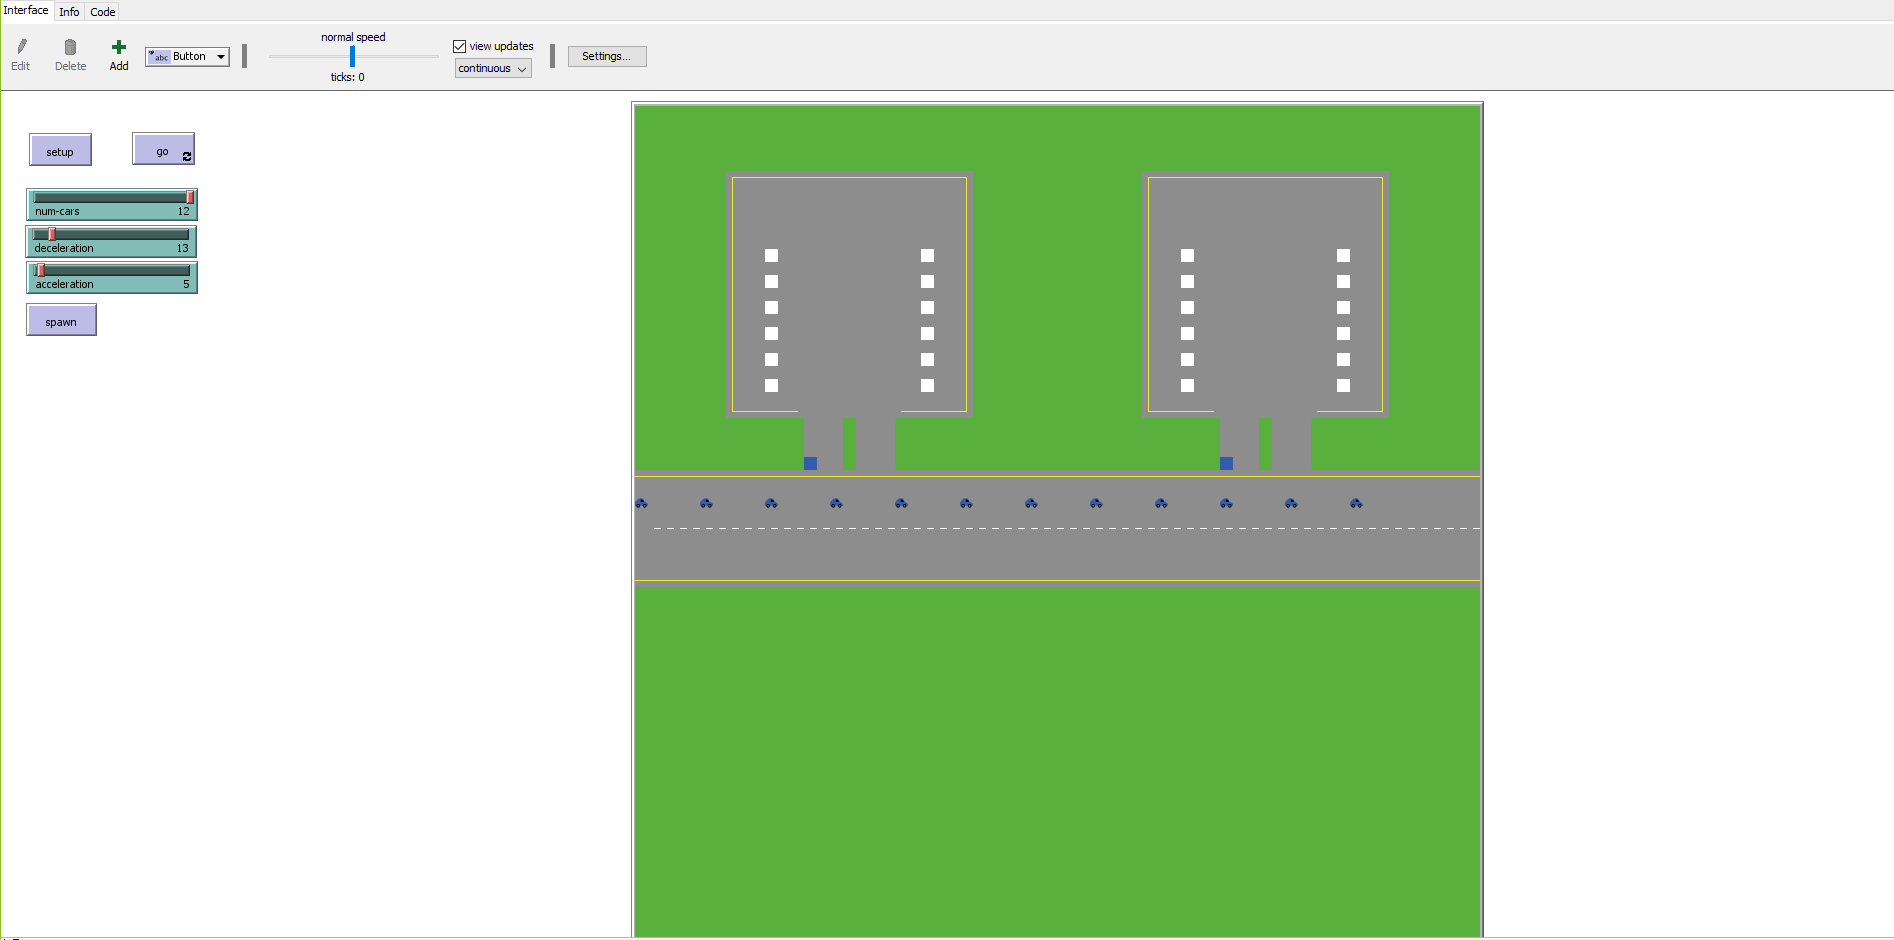 Interface Info Code
Edit Delete Add
abc Button
normal speed
ticks: 0
view updates
continuous
Settings...
setup go
num-cars 12
deceleration 13
acceleration 5
spawn